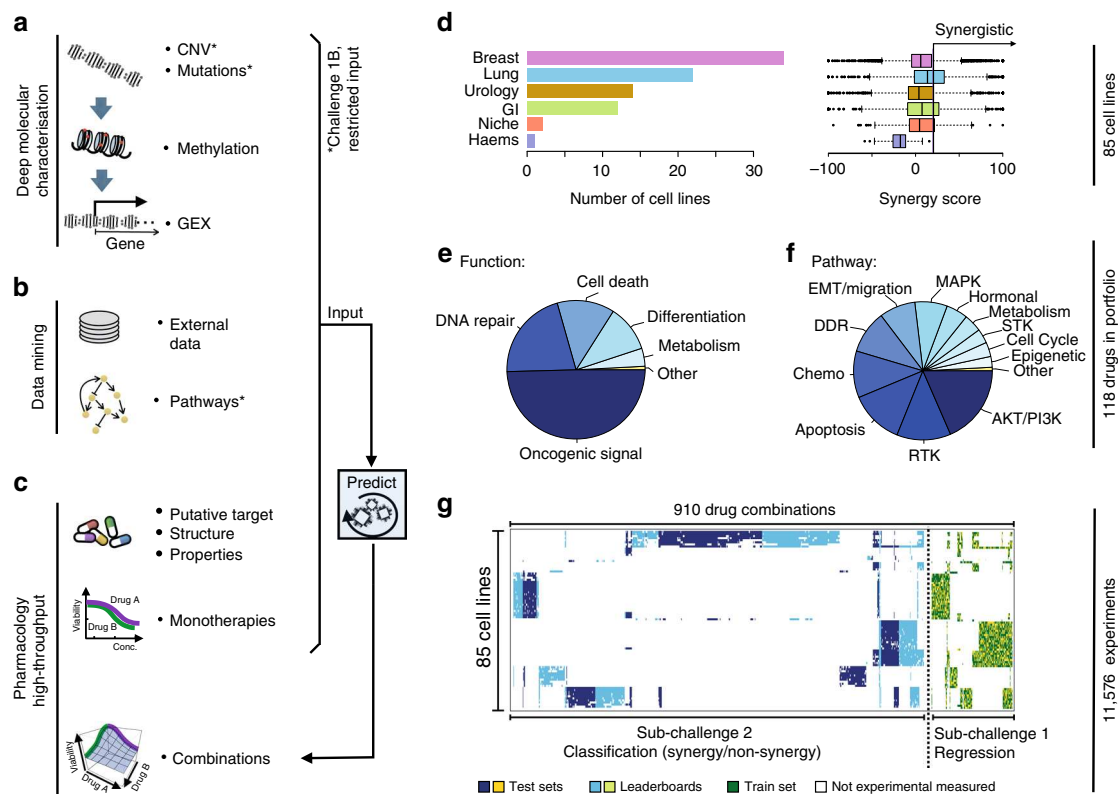 a
Deep molecular
characterisation
• CNV*
• Mutations*
• Methylation
• GEX
Gene
*Challenge 1B,
restricted input
b
Data mining
• External
data
• Pathways*
Input
Predict
c
Pharmacology
high-throughput
• Putative target
• Structure
• Properties
Viability
Drug A
Drug B
Conc.
• Monotherapies
Viability
Drug A
Drug B
• Combinations
d
Breast
Lung
Urology
GI
Niche
Haems
0 10 20 30
Number of cell lines
Synergistic
−100 −50 0 50 100
Synergy score
85 cell lines
e
Function:
Cell death
DNA repair
Differentiation
Metabolism
Other
Oncogenic signal
f
Pathway:
MAPK
EMT/migration
Hormonal
Metabolism
DDR
STK
Cell Cycle
Epigenetic
Chemo
Other
Apoptosis
AKT/PI3K
RTK
118 drugs in portfolio
g
910 drug combinations
85 cell lines
Sub-challenge 2
Classification (synergy/non-synergy)
Sub-challenge 1
Regression
Test sets
Leaderboards
Train set
Not experimental measured
11,576 experiments